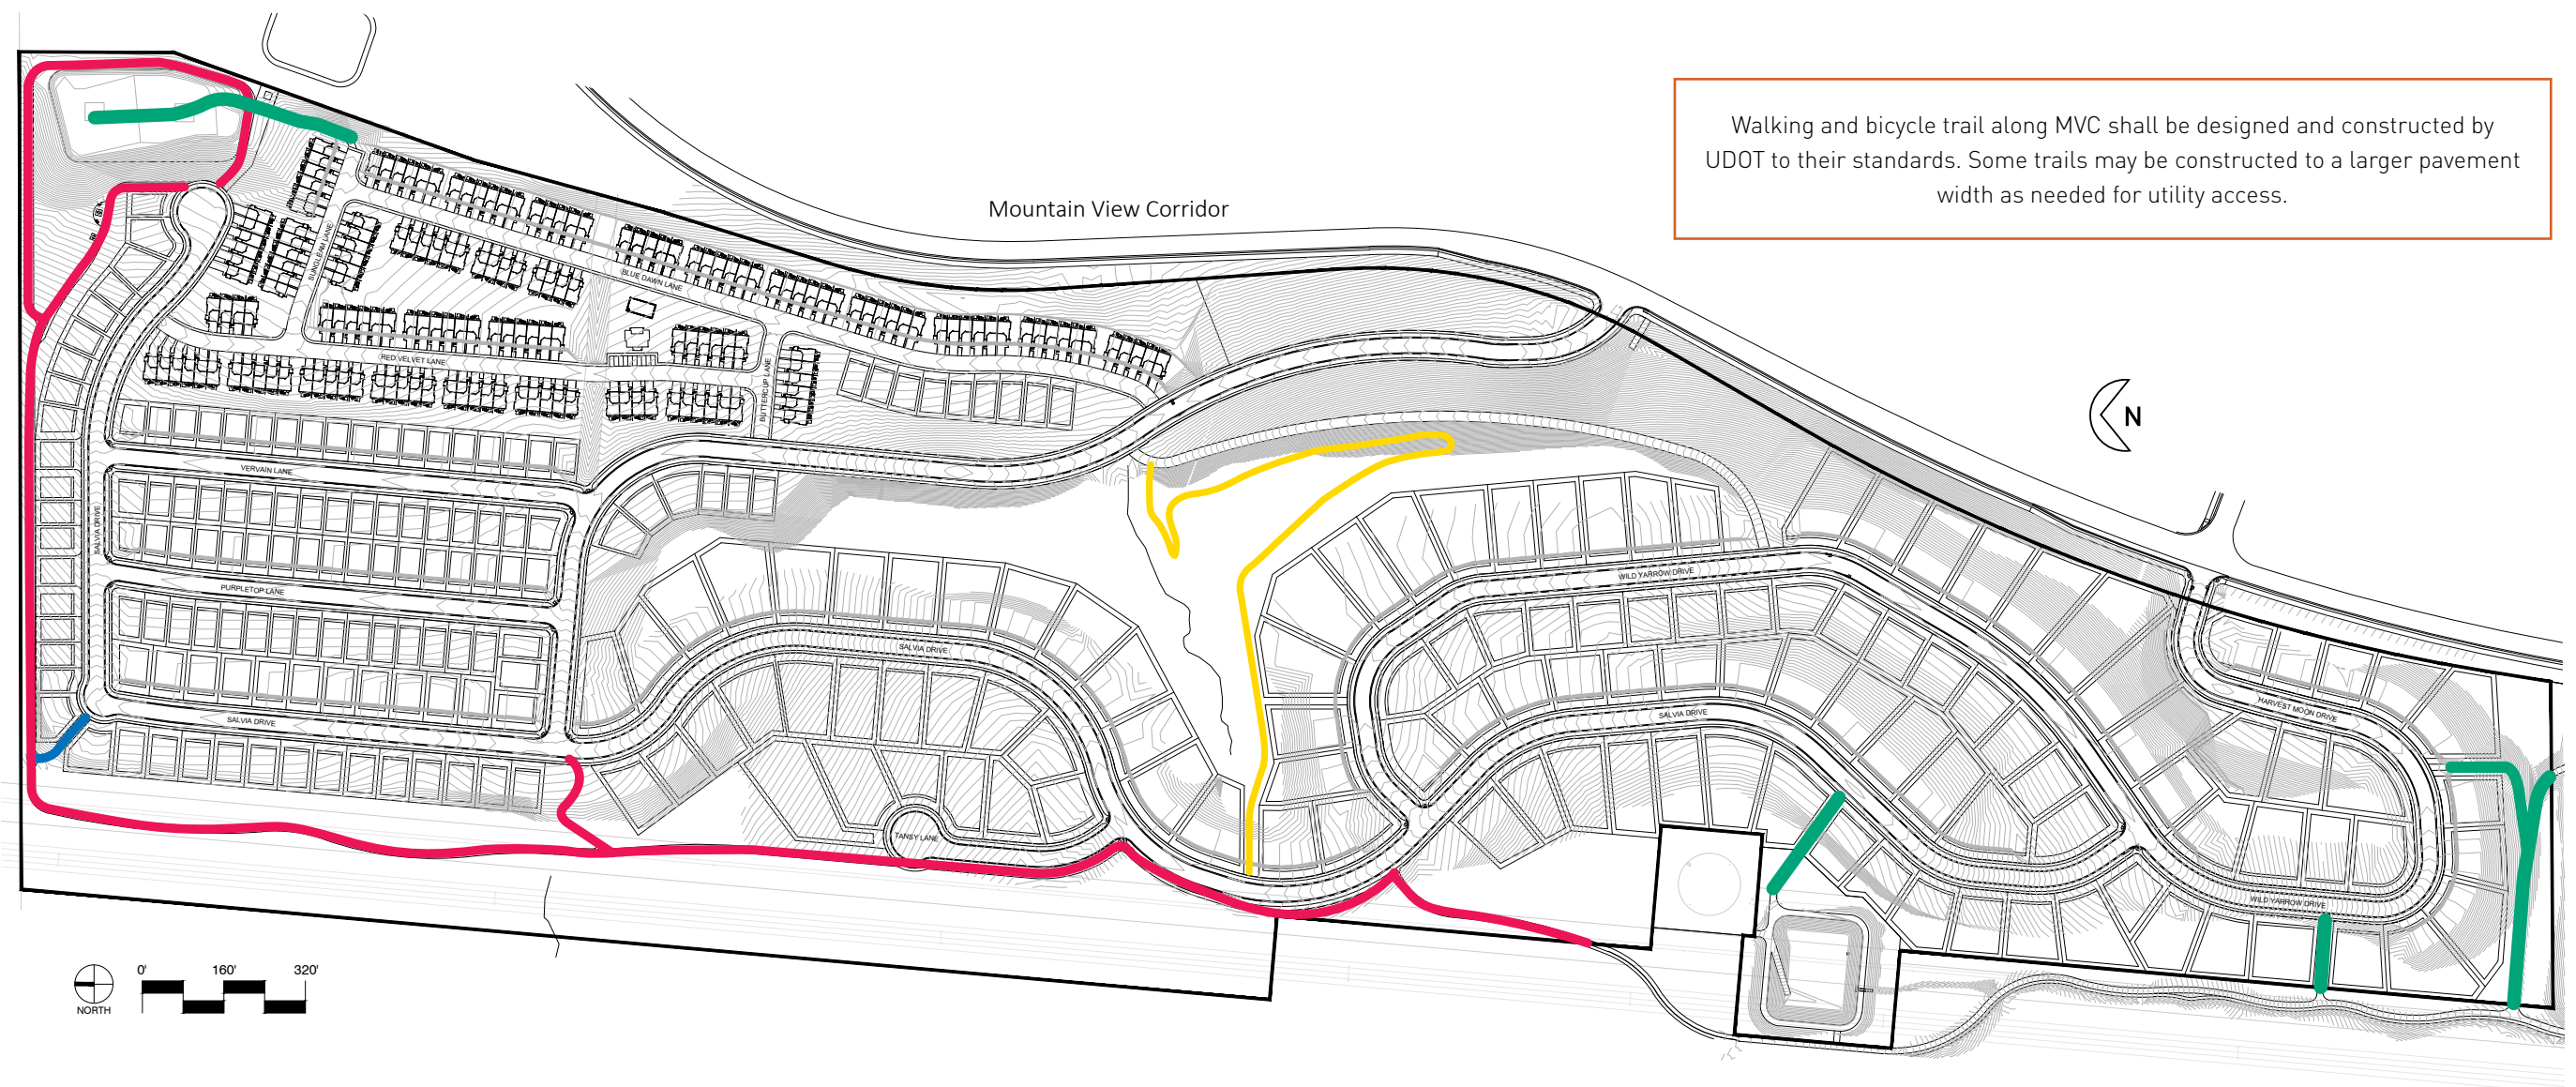 Walking and bicycle trail along MVC shall be designed and constructed by
UDOT to their standards. Some trails may be constructed to a larger pavement
width as needed for utility access.
Mountain View Corridor
SUNGLEAM LANE
BLUE DAWN LANE
RED VELVET LANE
BUTTERCUP LANE
N
VERVAIN LANE
SALVIA DRIVE
PURPLETOP LANE
WILD YARROW DRIVE
SALVIA DRIVE
SALVIA DRIVE
SALVIA DRIVE
HARVEST MOON DRIVE
TANSY LANE
WILD YARROW DRIVE
0' 160' 320'
NORTH